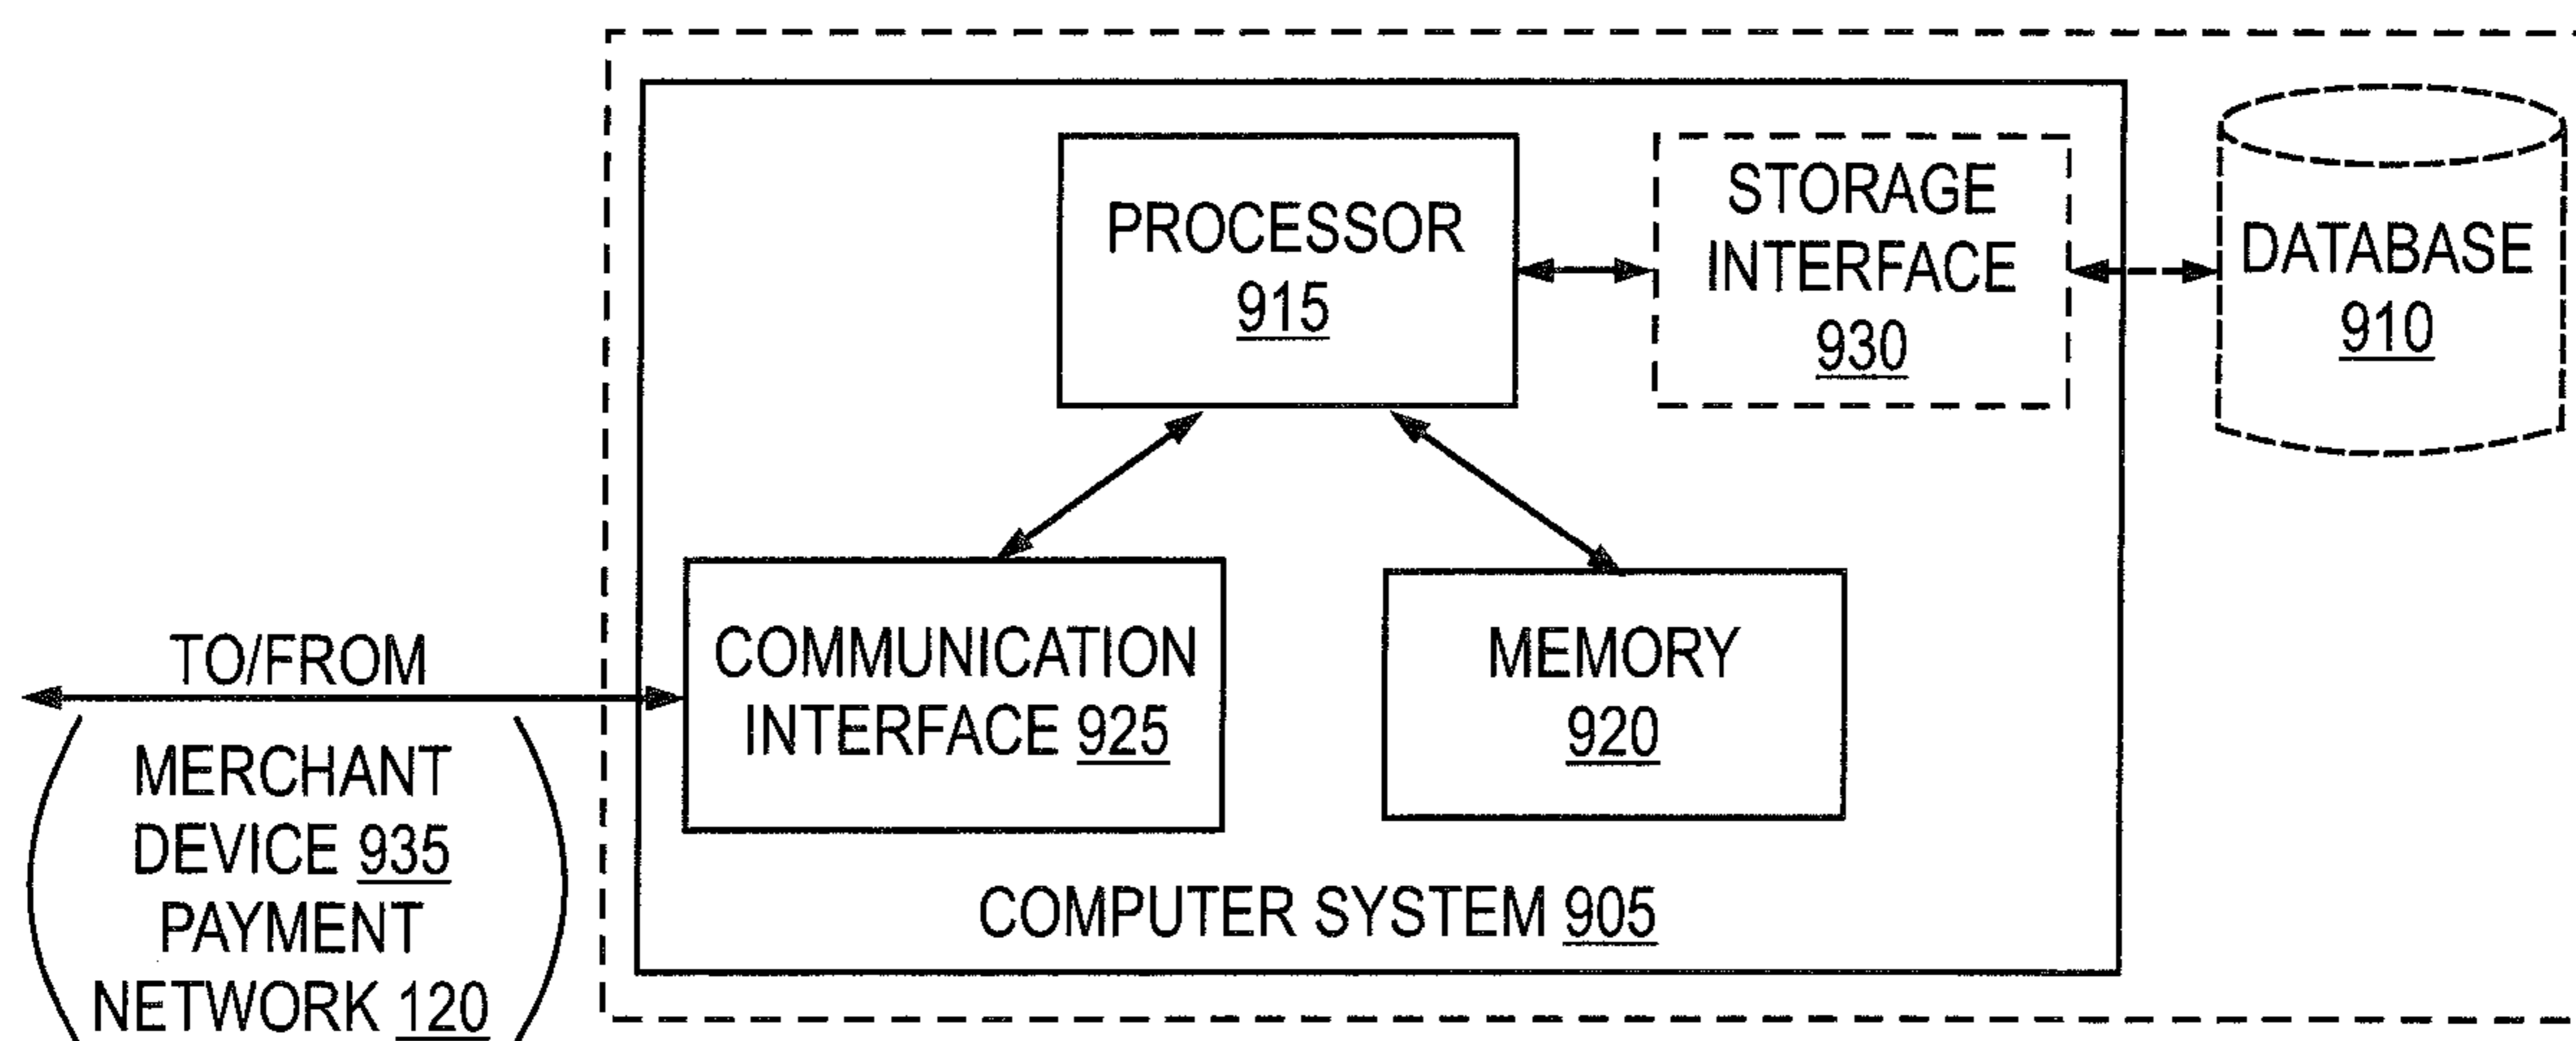 PROCESSOR
915
STORAGE
INTERFACE
930
DATABASE
910
COMMUNICATION
INTERFACE 925
MEMORY
920
COMPUTER SYSTEM 905
TO/FROM
MERCHANT
DEVICE 935
PAYMENT
NETWORK 120